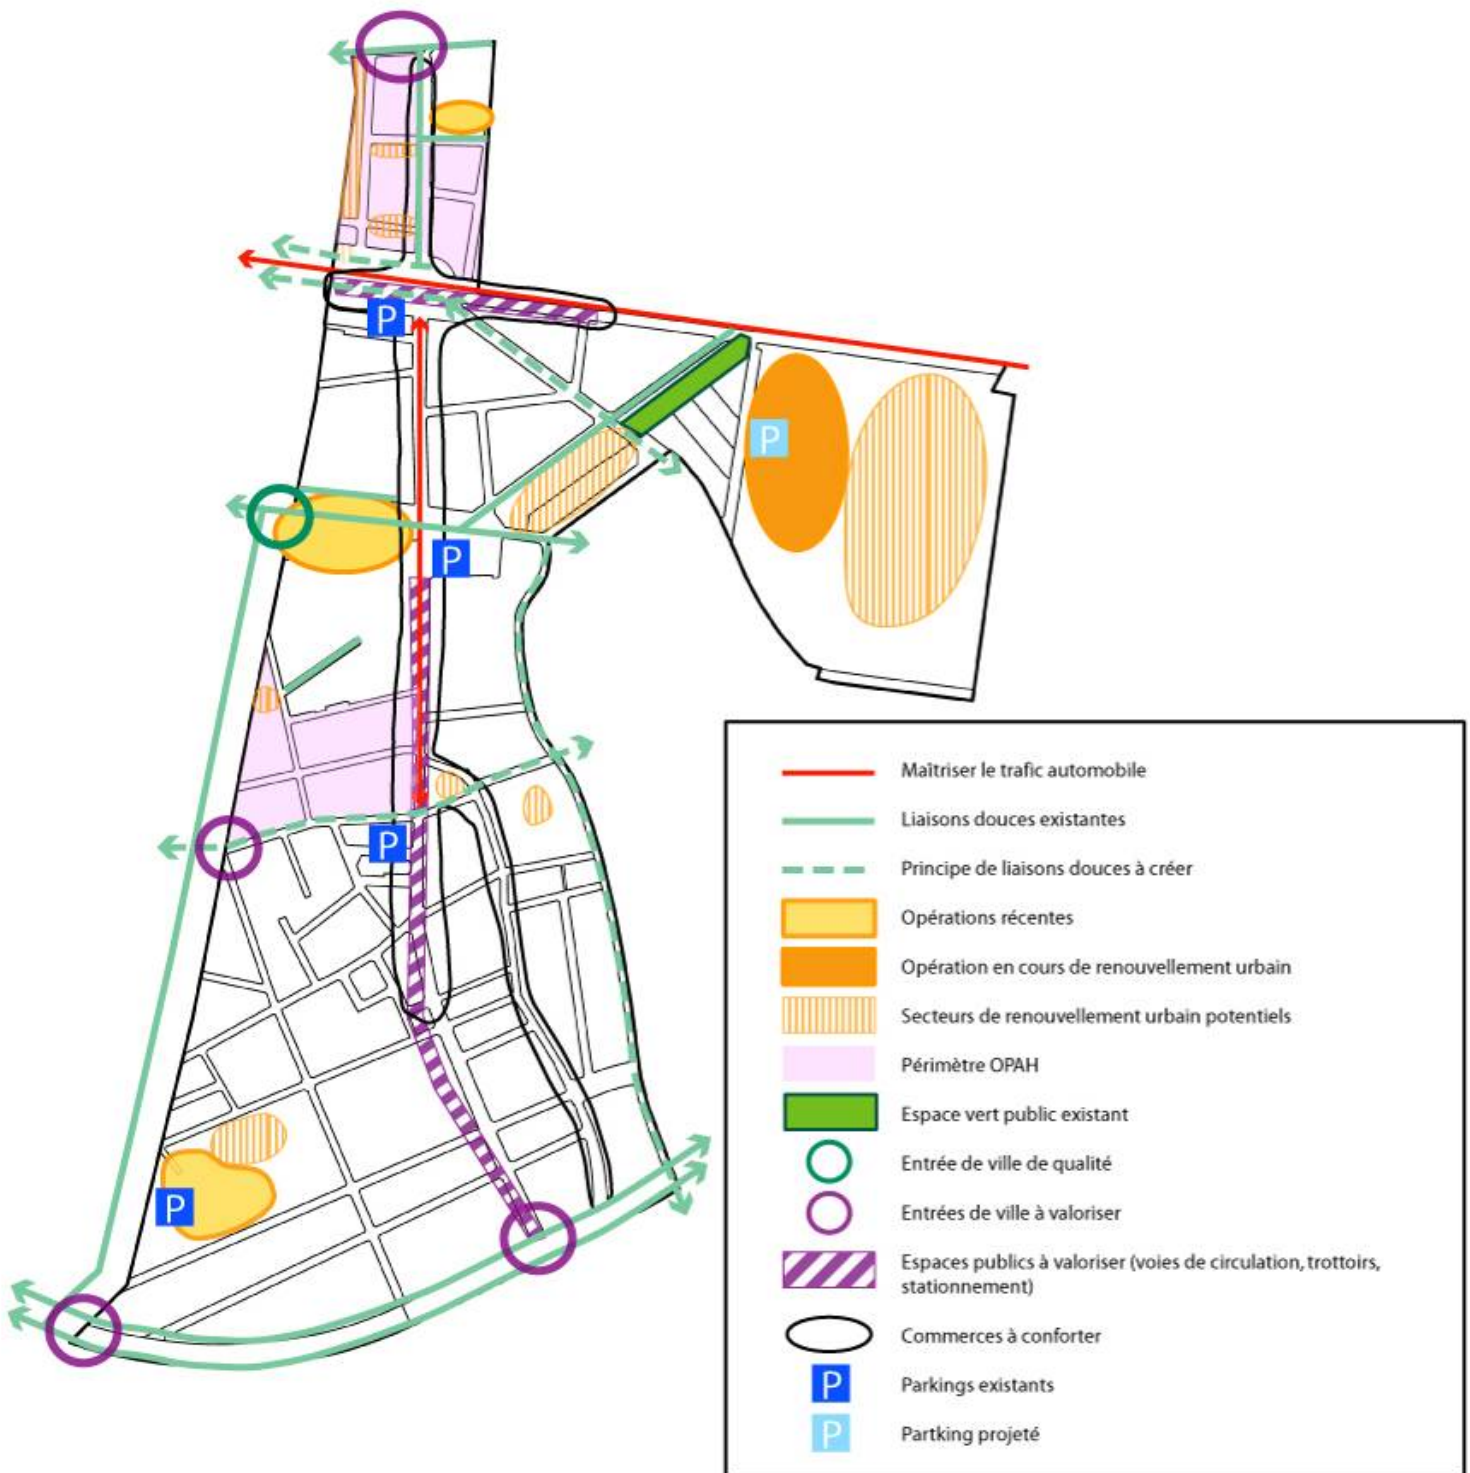 P
P
P
Maîtriser le trafic automobile
Liaisons douces existantes
P
Principe de liaisons douces à créer
Opérations récentes
Opération en cours de renouvellement urbain
Secteurs de renouvellement urbain potentiels
Périmètre OPAH
Espace vert public existant
Entrée de ville de qualité
P
Entrées de ville à valoriser
Espaces publics à valoriser (voies de circulation, trottoirs,
stationnement)
Commerces à conforter
P Parkings existants
P Partking projeté